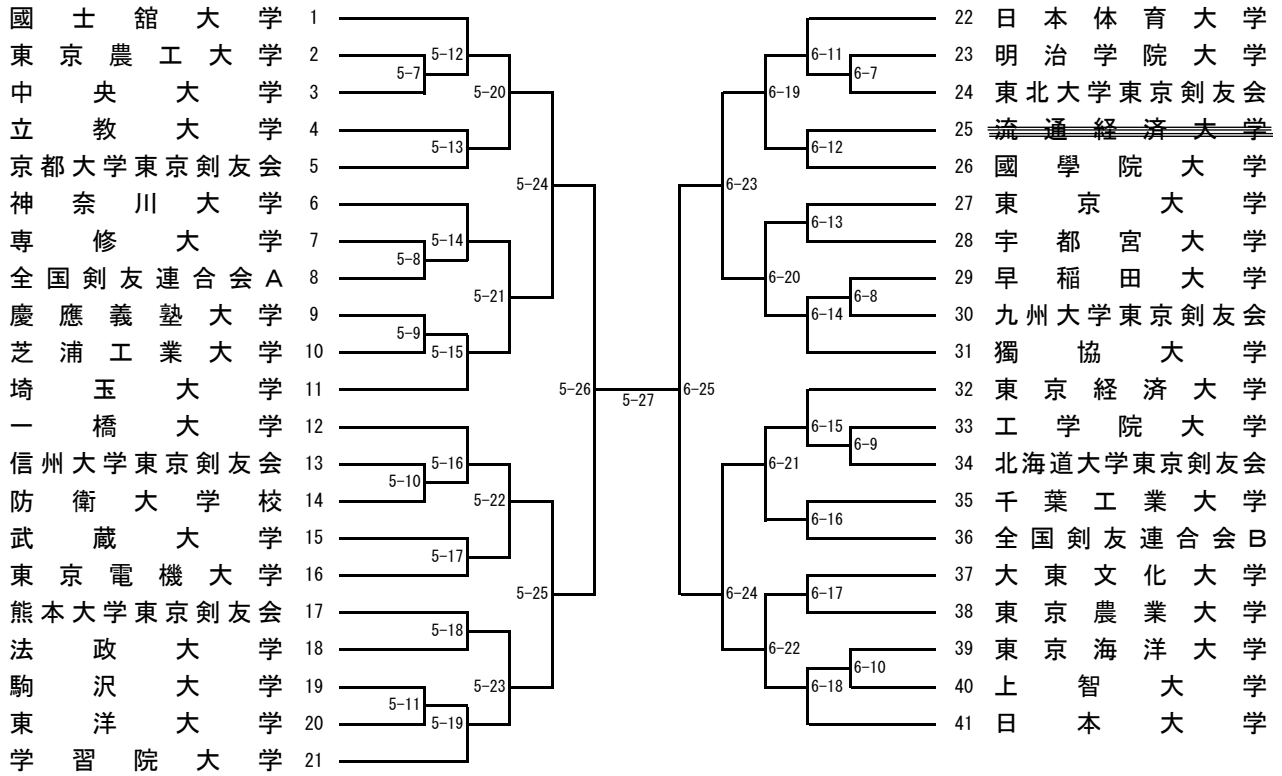 國士舘大学 1
5-12
東京農工大学 2
5-7
中央大学 3
5-20
立教大学 4
5-13
京都大学東京剣友会 5
5-24
神奈川大学 6
5-14
専修大学 7
5-8
全国剣友連合会A 8
5-21
慶應義塾大学 9
5-9
芝浦工業大学 10
5-15
埼玉大学 11
5-26
一橋大学 12
5-16
信州大学東京剣友会 13
5-10
防衛大学校 14
5-22
武蔵大学 15
5-17
東京電機大学 16
5-25
熊本大学東京剣友会 17
5-18
法政大学 18
駒沢大学 19
5-23
5-11
東洋大学 20
5-19
学習院大学 21
5-27
22 日本体育大学
6-11
23 明治学院大学
6-7
24 東北大学東京剣友会
6-19
25 流通経済大学
6-12
26 國學院大学
6-23
27 東京大学
6-13
28 宇都宮大学
6-20
29 早稲田大学
6-8
30 九州大学東京剣友会
6-14
31 獨協大学
6-25
32 東京経済大学
6-15
33 工学院大学
6-9
34 北海道大学東京剣友会
6-21
35 千葉工業大学
6-16
36 全国剣友連合会B
6-24
37 大東文化大学
6-17
38 東京農業大学
6-22
39 東京海洋大学
6-10
40 上智大学
6-18
41 日本大学